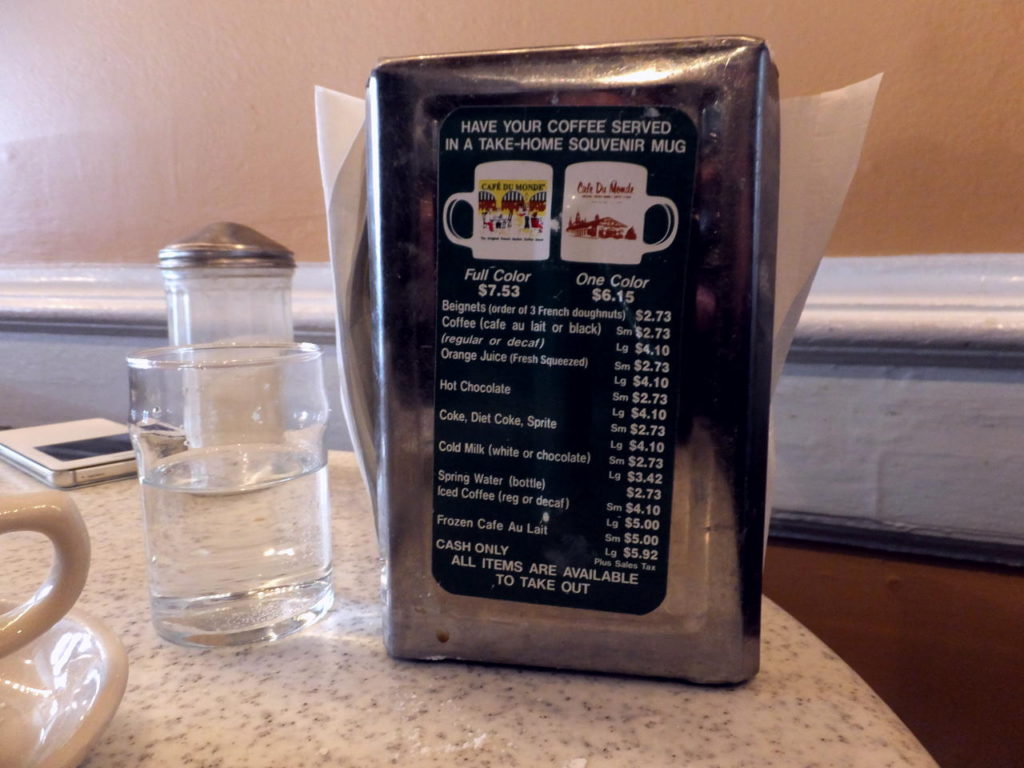 HAVE YOUR COFFEE SERVED
IN A TAKE-HOME SOUVENIR MUG
CAFÉ DU MONDE
Cafe Du Monde
Full Color
$7.53
One Color
$6.15
Beignets (order of 3 French doughnuts) $2.73
Coffee (cafe au lait or black) Sm $2.73
(regular or decaf) Lg $4.10
Orange Juice (Fresh Squeezed) Sm $2.73
Lg $4.10
Hot Chocolate Sm $2.73
Lg $4.10
Coke, Diet Coke, Sprite Sm $2.73
Lg $4.10
Cold Milk (white or chocolate) Sm $2.73
Lg $3.42
Spring Water (bottle) $2.73
Iced Coffee (reg or decaf) Sm $4.10
Lg $5.00
Frozen Cafe Au Lait Sm $5.00
Lg $5.92
Plus Sales Tax
CASH ONLY
ALL ITEMS ARE AVAILABLE
TO TAKE OUT